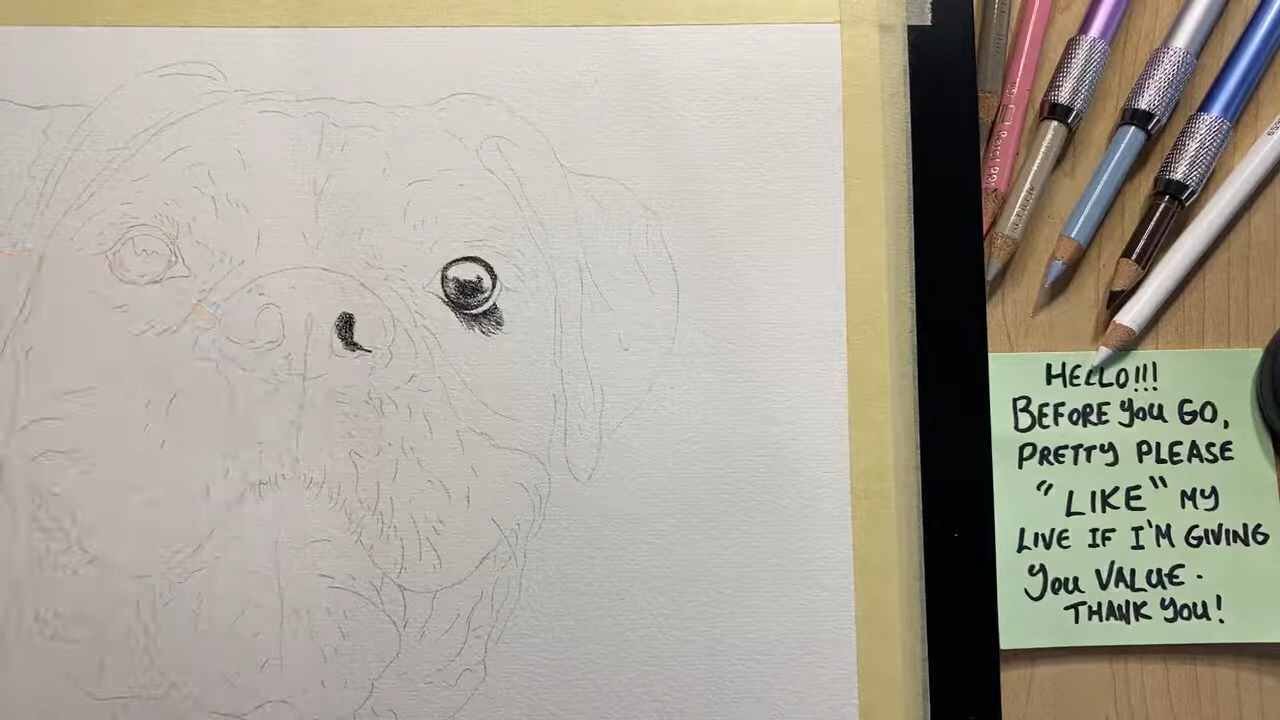 HELLO!!!
BEFORE YOU GO,
PRETTY PLEASE
"LIKE" MY
LIVE IF I'M GIVING
YOU VALUE.
THANK YOU!